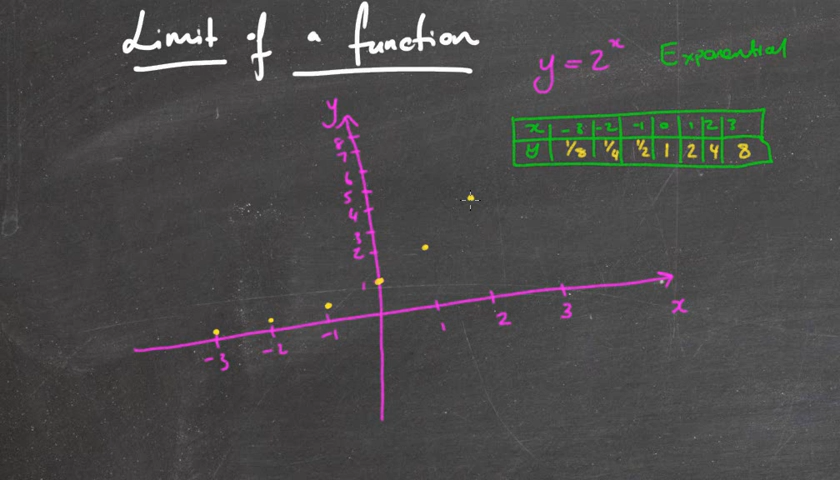 Limit of a function
y = 2^x Exponential
x | -3 | -2 | -1 | 0 | 1 | 2 | 3
y | 1/8 | 1/4 | 1/2 | 1 | 2 | 4 | 8
y
8
7
6
5
4
3
2
1
-3 -2 -1 1 2 3
x